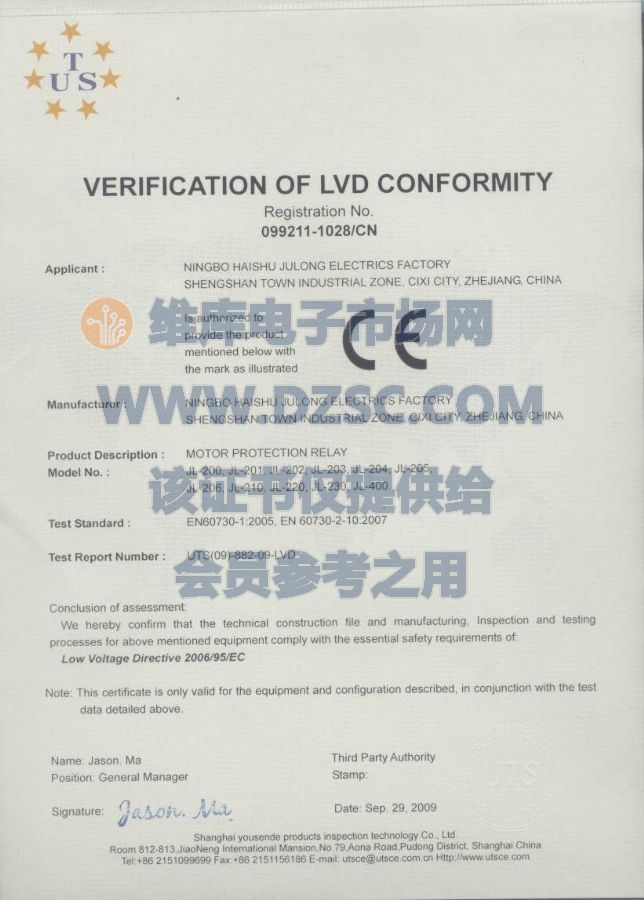 T
U S
VERIFICATION OF LVD CONFORMITY
Registration No.
099211-1028/CN
Applicant :
NINGBO HAISHU JULONG ELECTRICS FACTORY
SHENGSHAN TOWN INDUSTRIAL ZONE, CIXI CITY, ZHEJIANG, CHINA
维库电子市场网
Is authorized to
provide the product
mentioned below with
the mark as illustrated
CE
WWW.DZSC.COM
Manufacturer :
NINGBO HAISHU JULONG ELECTRICS FACTORY
SHENGSHAN TOWN INDUSTRIAL ZONE, CIXI CITY, ZHEJIANG, CHINA
Product Description : MOTOR PROTECTION RELAY
Model No. : JL-200, JL-201, JL-202, JL-203, JL-204, JL-205,
JL-206, JL-210, JL-220, JL-230, JL-400
该证书仅提供给
Test Standard : EN60730-1:2005, EN 60730-2-10:2007
Test Report Number : UTS(09)-882-09-LVD
会员参考之用
Conclusion of assessment:
We hereby confirm that the technical construction file and manufacturing, Inspection and testing
processes for above mentioned equipment comply with the essential safety requirements of:
Low Voltage Directive 2006/95/EC
Note: This certificate is only valid for the equipment and configuration described, in conjunction with the test
data detailed above.
Name: Jason. Ma
Position: General Manager
Third Party Authority
Stamp:
Signature: Jason. Ma
Date: Sep. 29, 2009
Shanghai yousende products inspection technology Co., Ltd.
Room 812-813,JiaoNeng International Mansion,No.79,Aona Road,Pudong District, Shanghai China
Tel:+86 2151099699 Fax:+86 2151156186 E-mail: utsce@utsce.com.cn Http://www.utsce.com